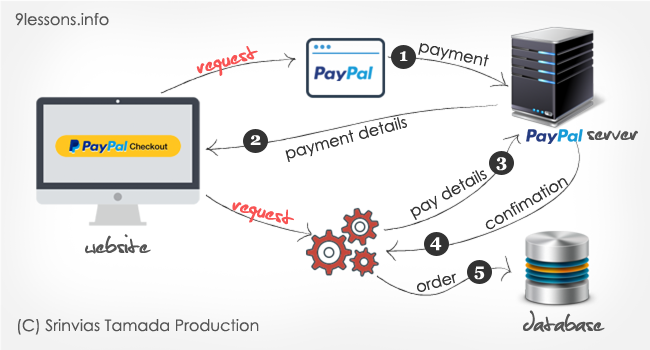 9lessons.info
request
PayPal
1
payment
PayPal server
2
payment details
PayPal Checkout
website
request
pay details
3
4
confimation
order
5
database
(C) Srinvias Tamada Production